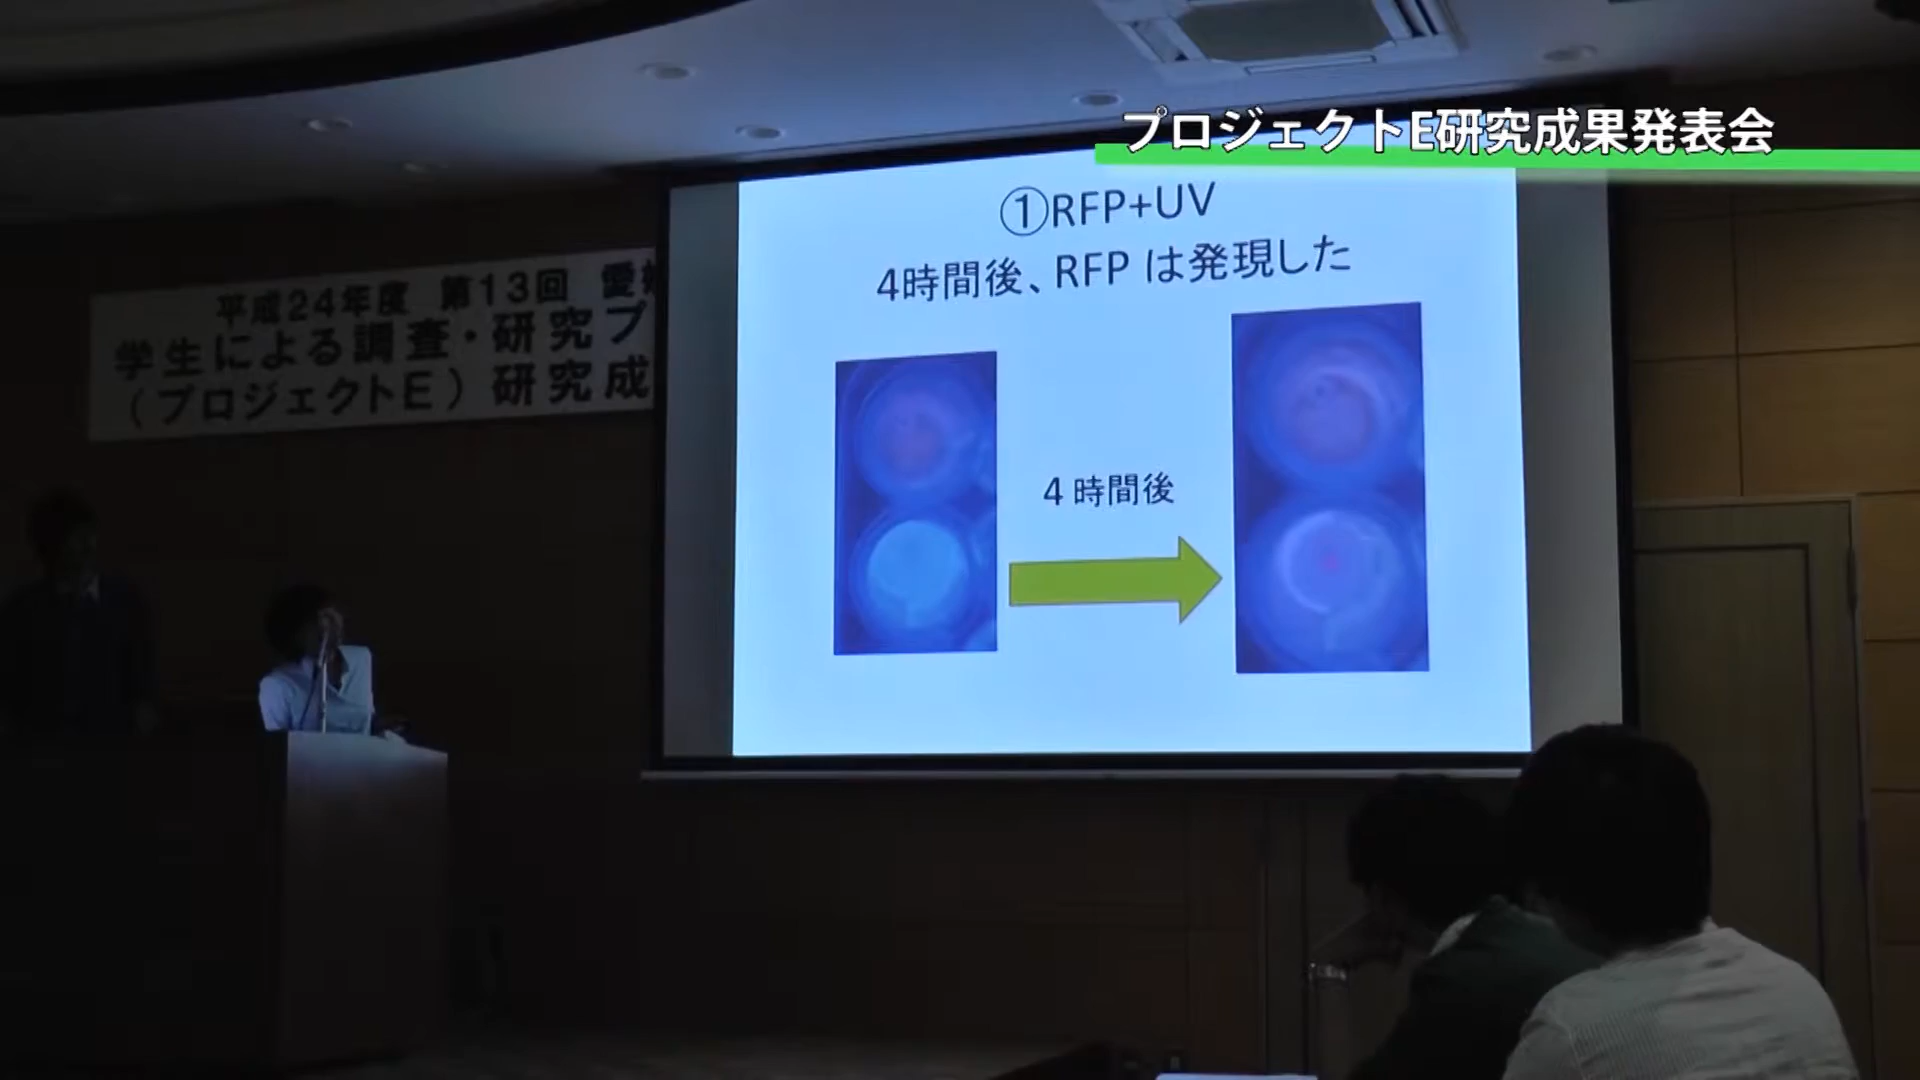 プロジェクトE研究成果発表会
①RFP+UV
4時間後、RFP は発現した
4時間後
平成24年度 第13回 愛媛
学生による調査・研究プ
(プロジェクトE)研究成